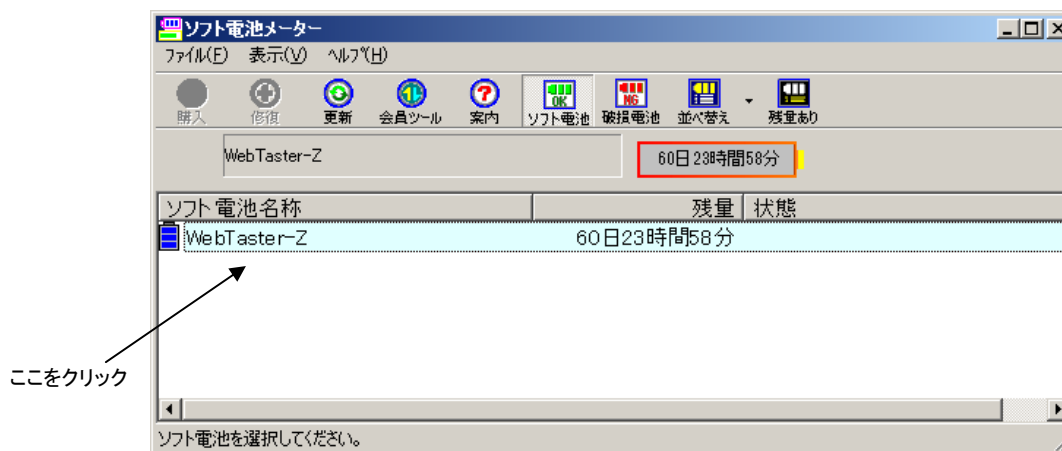 ソフト電池メーター
ファイル(F) 表示(V) ヘルプ(H)
購入 修復 更新 会員ツール 案内 OK ソフト電池 NG 破損電池 並べ替え 残量あり
WebTaster-Z 60日23時間58分
ソフト電池名称 残量 状態
WebTaster-Z 60日23時間58分
ここをクリック
ソフト電池を選択してください。